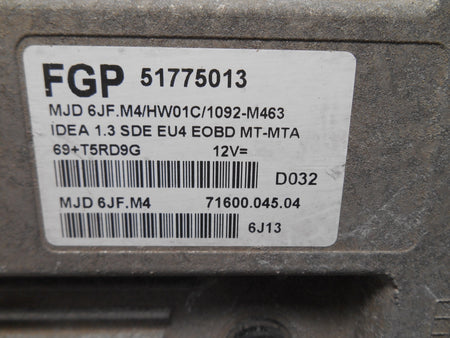 FGP 51775013
MJD 6JF.M4/HW01C/1092-M463
IDEA 1.3 SDE EU4 EOBD MT-MTA
69+T5RD9G 12V=
D032
MJD 6JF.M4 71600.045.04
6J13